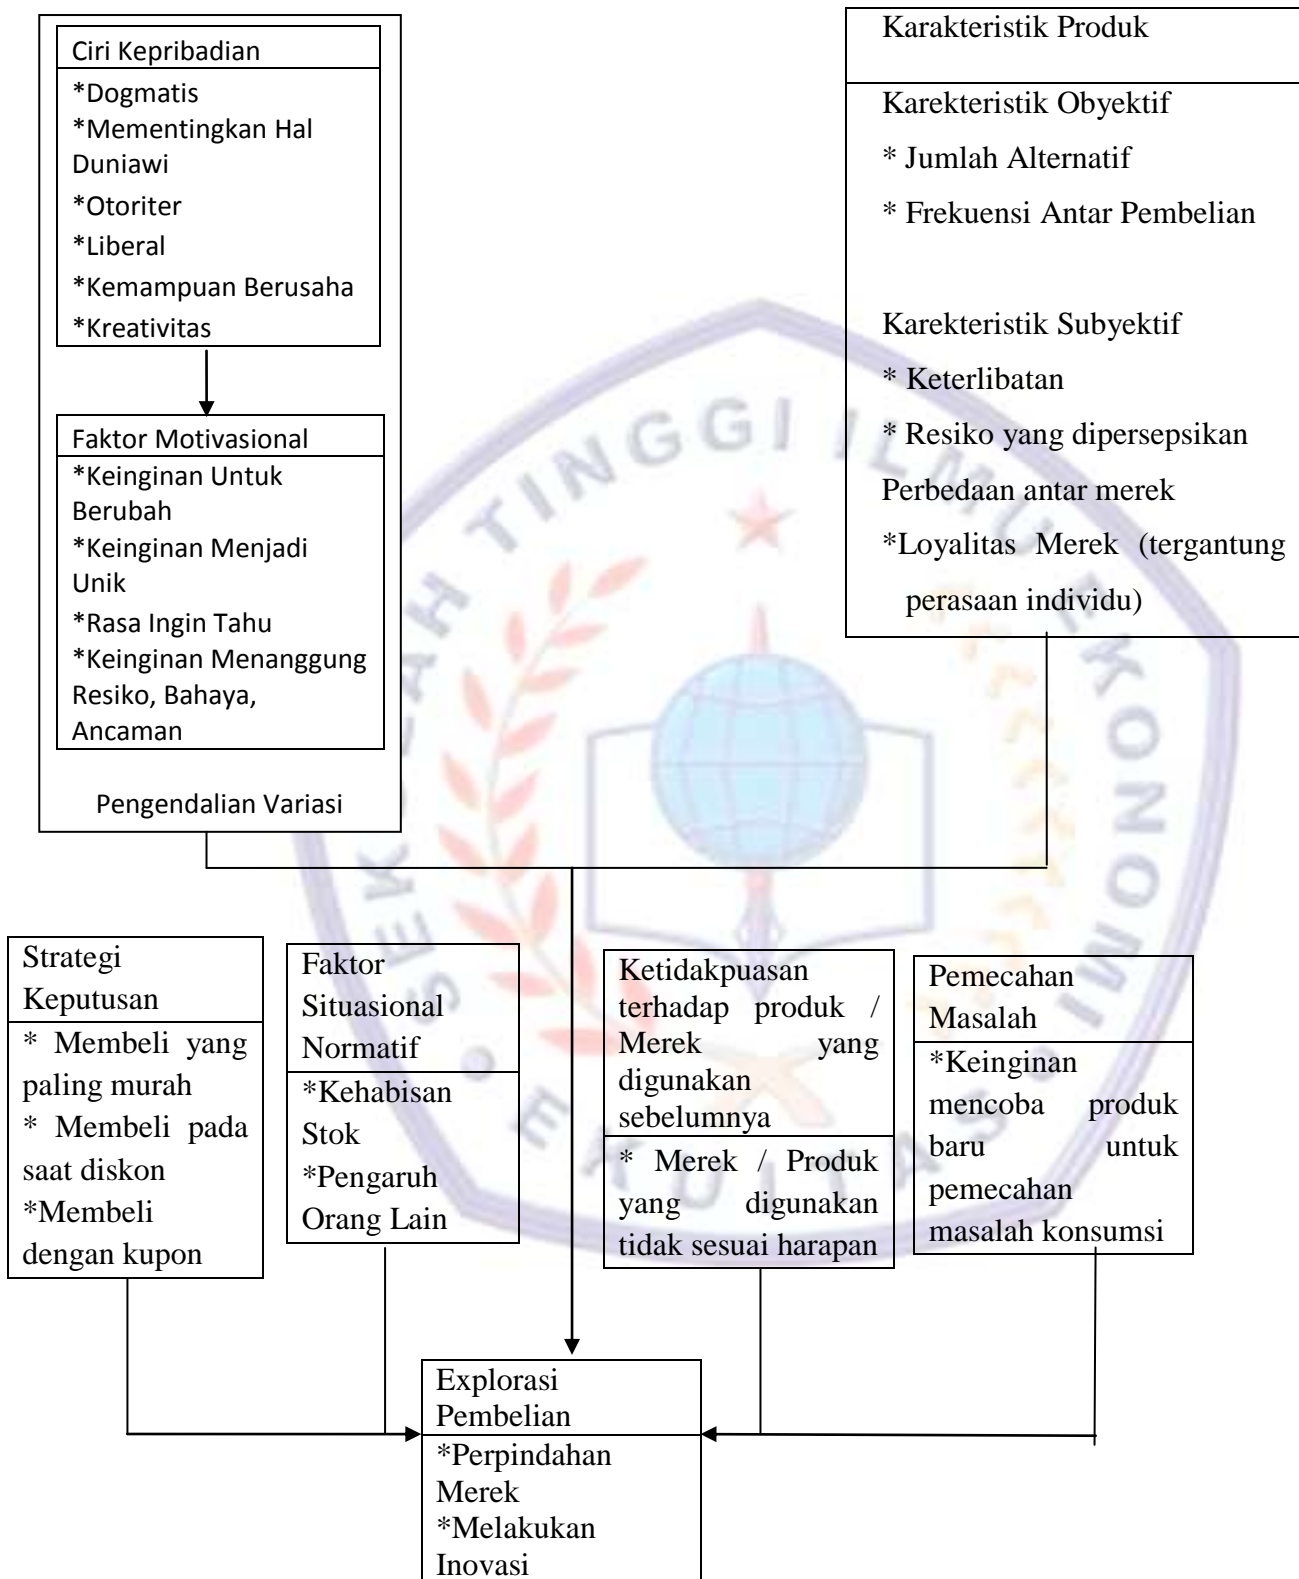 Ciri Kepribadian
*Dogmatis
*Mementingkan Hal
Duniawi
*Otoriter
*Liberal
*Kemampuan Berusaha
*Kreativitas
Faktor Motivasional
*Keinginan Untuk
Berubah
*Keinginan Menjadi
Unik
*Rasa Ingin Tahu
*Keinginan Menanggung
Resiko, Bahaya,
Ancaman
Pengendalian Variasi
Karakteristik Produk
Karekteristik Obyektif
* Jumlah Alternatif
* Frekuensi Antar Pembelian
Karekteristik Subyektif
* Keterlibatan
* Resiko yang dipersepsikan
Perbedaan antar merek
*Loyalitas Merek (tergantung
perasaan individu)
SEKOLAH TINGGI ILMU EKONOMI
• EKUITAS •
Strategi
Keputusan
* Membeli yang
paling murah
* Membeli pada
saat diskon
*Membeli
dengan kupon
Faktor
Situasional
Normatif
*Kehabisan
Stok
*Pengaruh
Orang Lain
Ketidakpuasan
terhadap produk /
Merek yang
digunakan
sebelumnya
* Merek / Produk
yang digunakan
tidak sesuai harapan
Pemecahan
Masalah
*Keinginan
mencoba produk
baru untuk
pemecahan
masalah konsumsi
Explorasi
Pembelian
*Perpindahan
Merek
*Melakukan
Inovasi